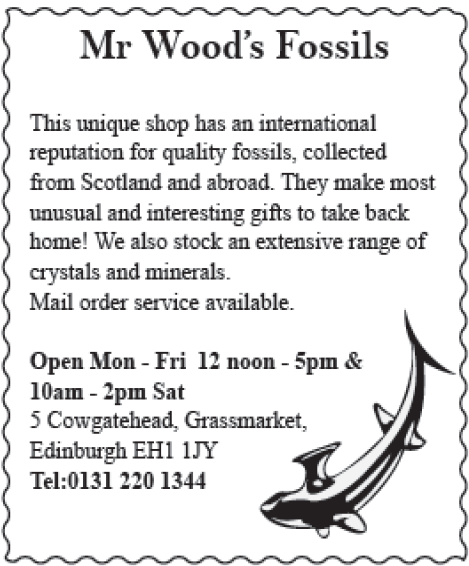 Mr Wood's Fossils
This unique shop has an international
reputation for quality fossils, collected
from Scotland and abroad. They make most
unusual and interesting gifts to take back
home! We also stock an extensive range of
crystals and minerals.
Mail order service available.
Open Mon - Fri  12 noon - 5pm &
10am - 2pm Sat
5 Cowgatehead, Grassmarket,
Edinburgh EH1 1JY
Tel:0131 220 1344